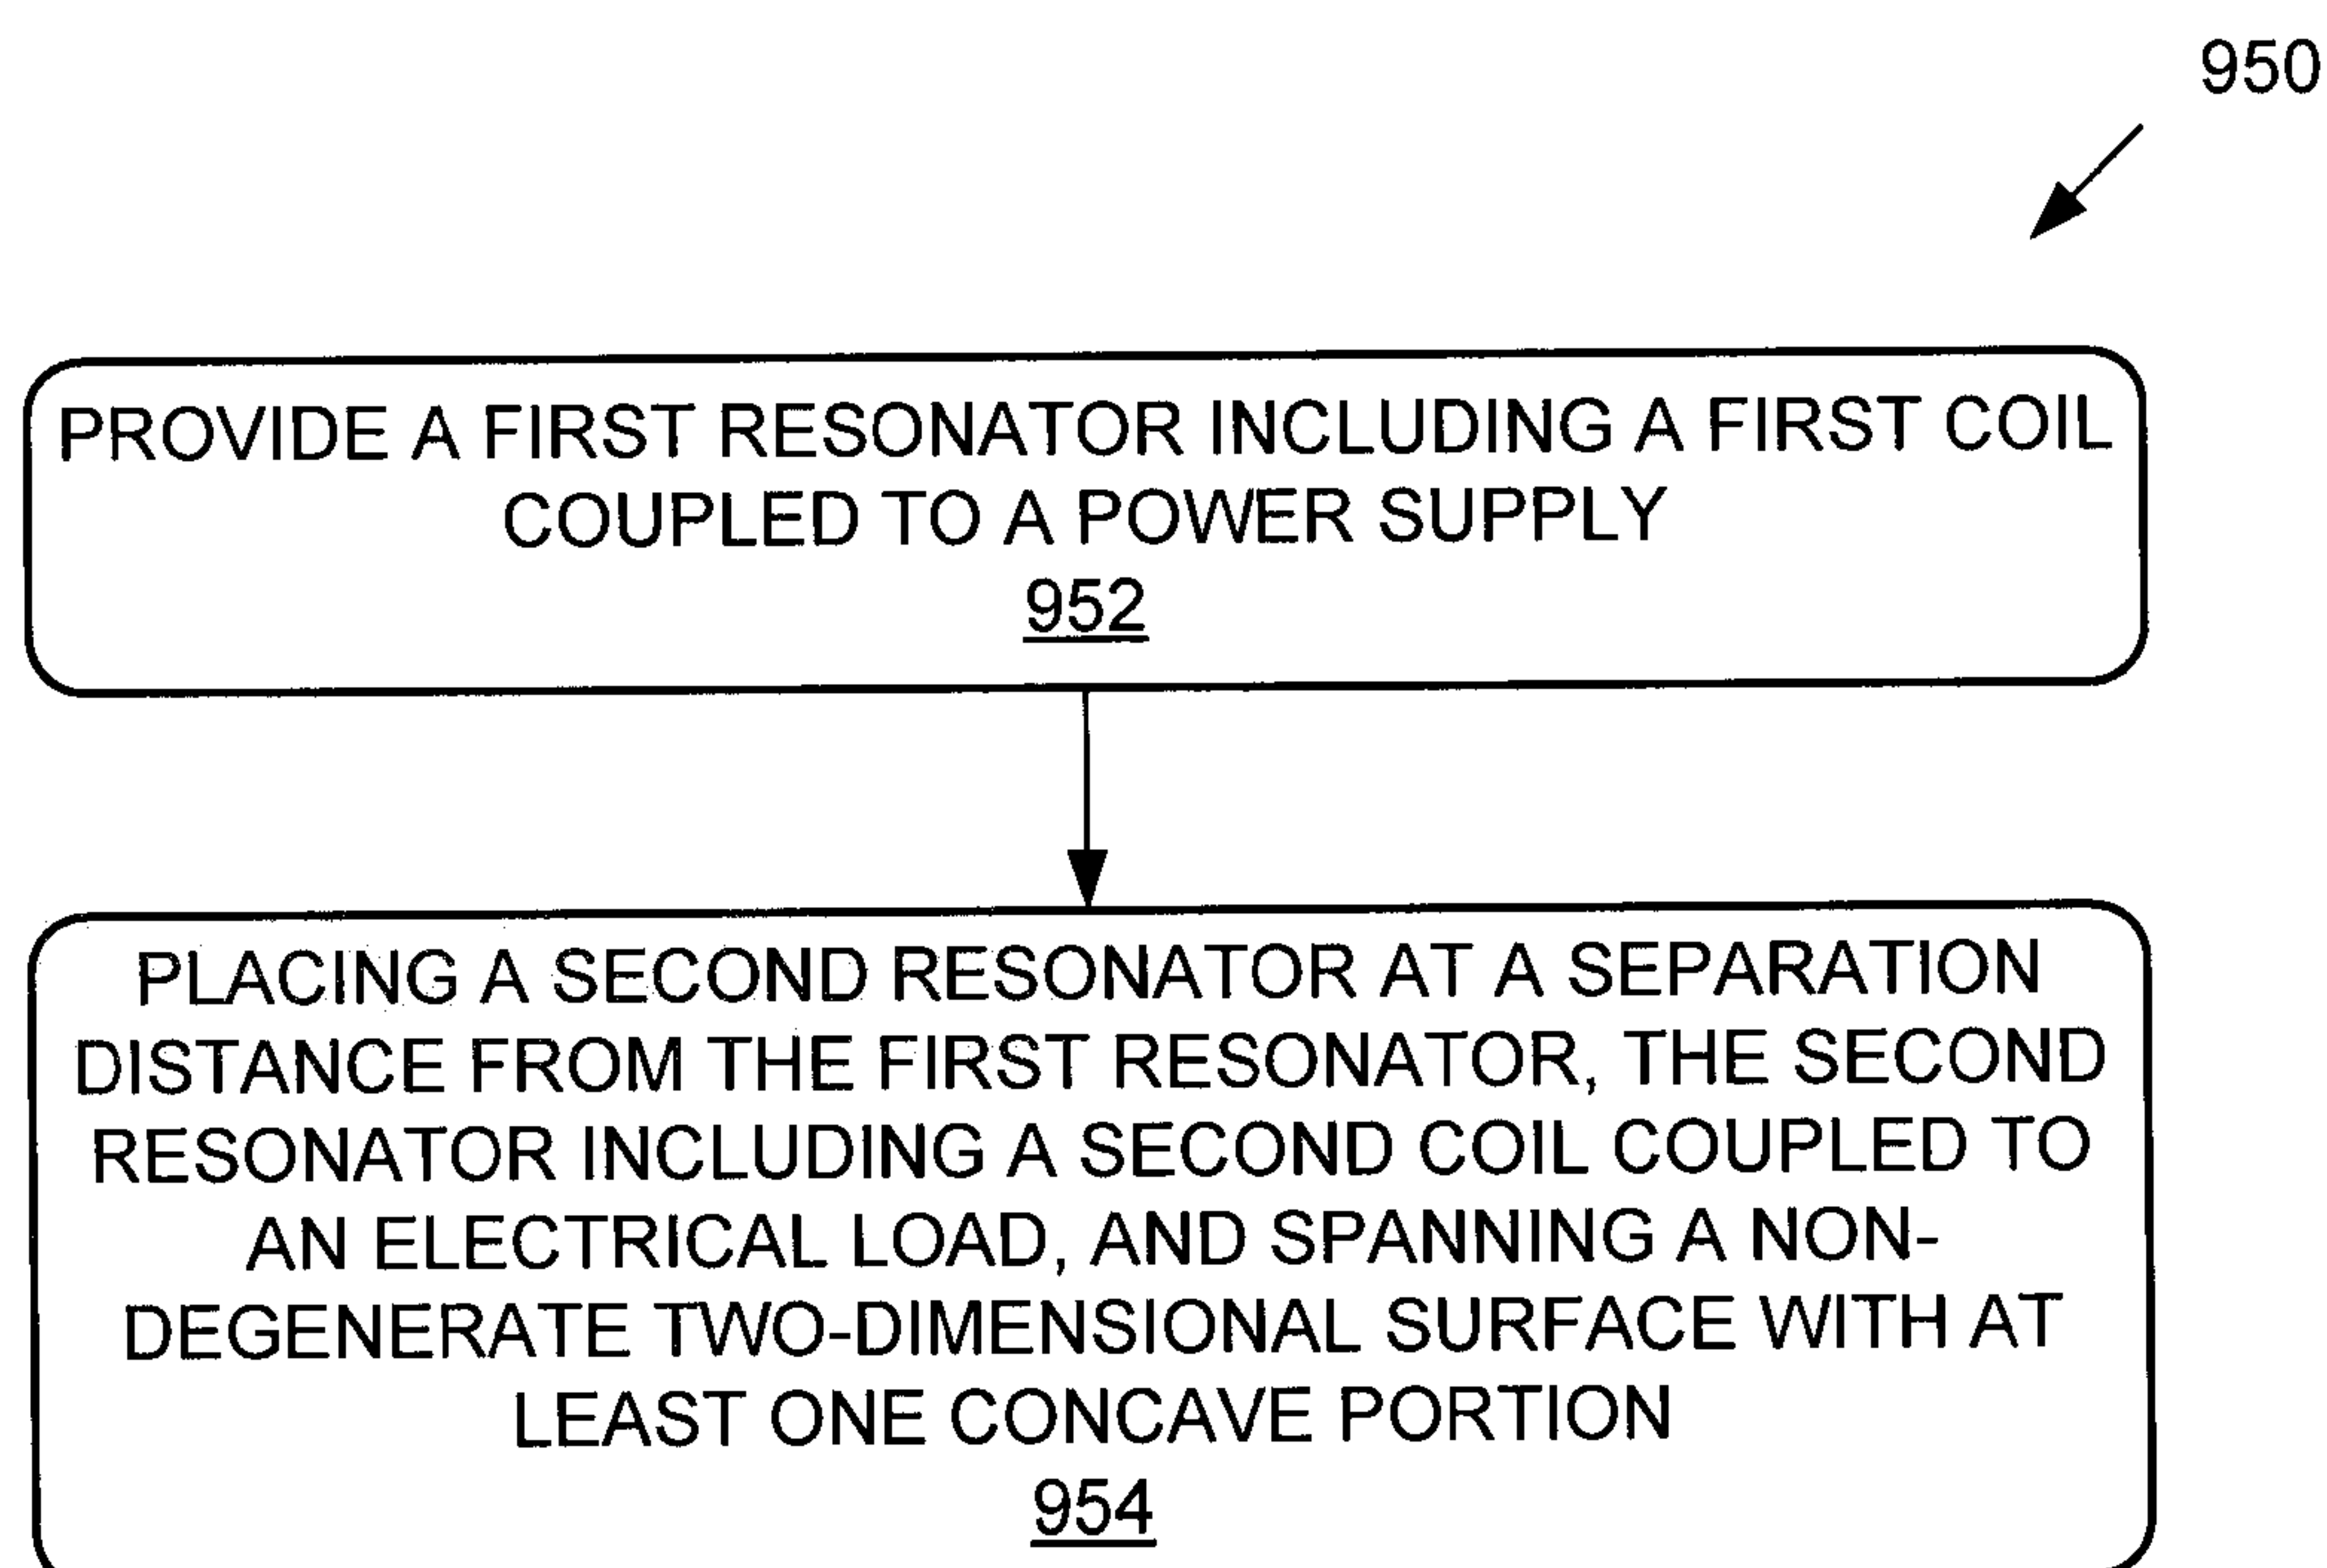 950
PROVIDE A FIRST RESONATOR INCLUDING A FIRST COIL
COUPLED TO A POWER SUPPLY
952
PLACING A SECOND RESONATOR AT A SEPARATION
DISTANCE FROM THE FIRST RESONATOR, THE SECOND
RESONATOR INCLUDING A SECOND COIL COUPLED TO
AN ELECTRICAL LOAD, AND SPANNING A NON-
DEGENERATE TWO-DIMENSIONAL SURFACE WITH AT
LEAST ONE CONCAVE PORTION
954